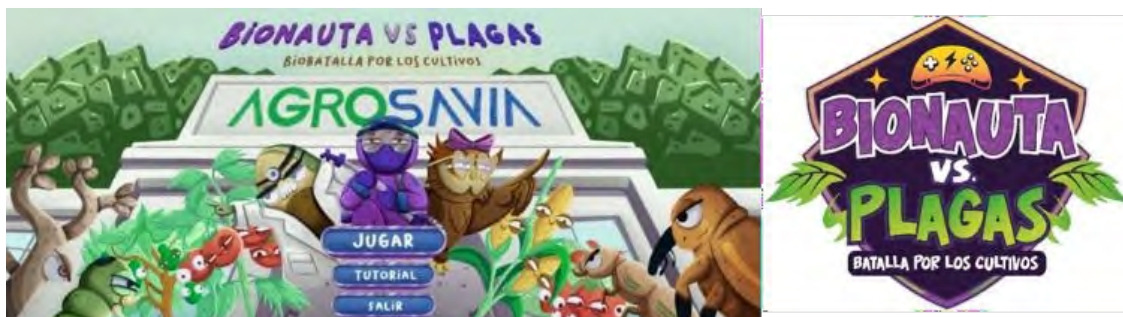 BIONAUTA VS PLAGAS
BIOBATALLA POR LOS CULTIVOS
AGROSAVIA
JUGAR
TUTORIAL
SALIR
BIONAUTA
VS.
PLAGAS
BATALLA POR LOS CULTIVOS